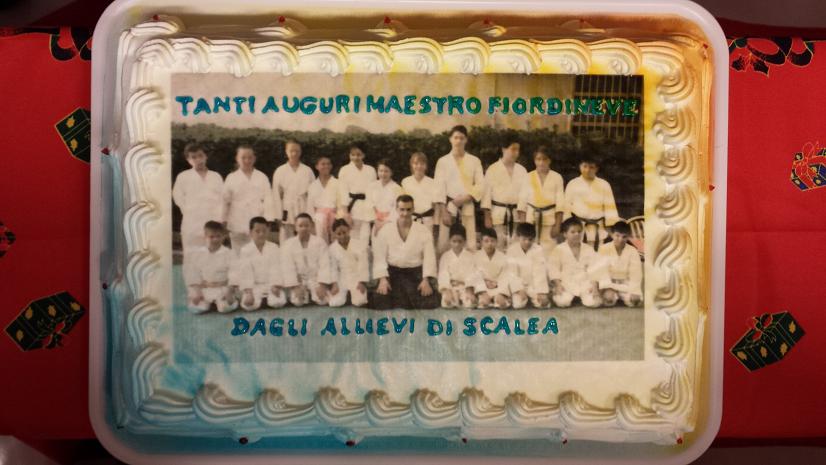 TANTI AUGURI MAESTRO FIORDINEVE
DAGLI ALLIEVI DI SCALEA